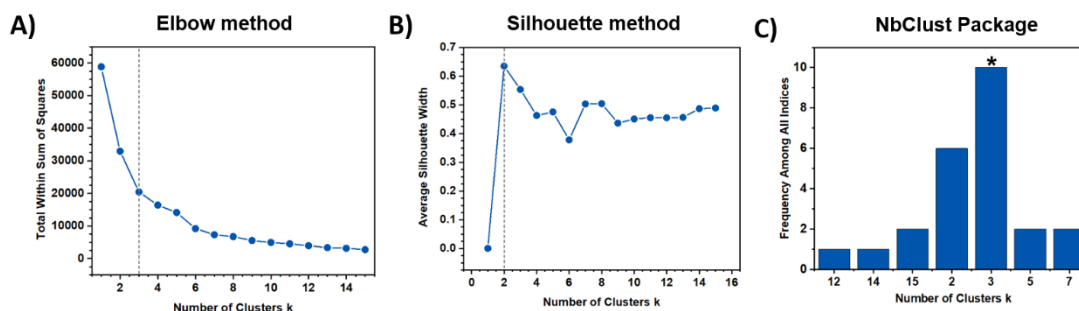 A)
Elbow method
Total Within Sum of Squares
60000
50000
40000
30000
20000
10000
0
2 4 6 8 10 12 14
Number of Clusters k
B)
Silhouette method
Average Silhouette Width
0.7
0.6
0.5
0.4
0.3
0.2
0.1
0.0
0 2 4 6 8 10 12 14 16
Number of Clusters k
C)
NbClust Package
Frequency Among All Indices
10
8
6
4
2
0
*
12 14 15 2 3 5 7
Number of Clusters k